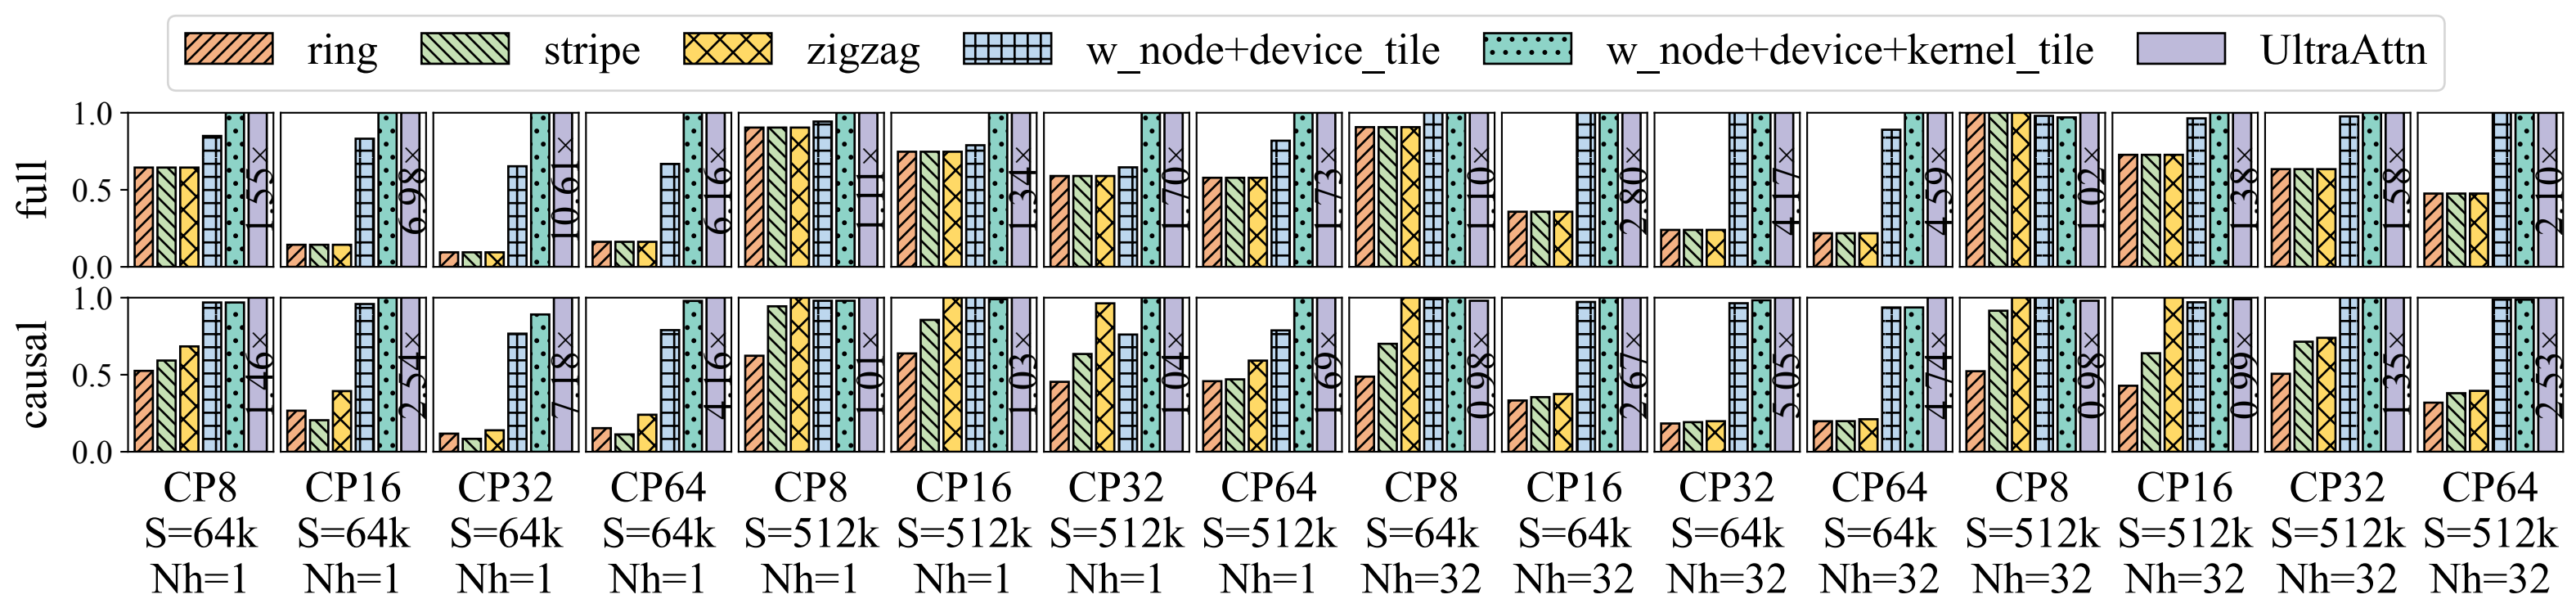 ring stripe zigzag w_node+device_tile w_node+device+kernel_tile UltraAttn
full
1.0
0.5
0.0
1.55× 6.98× 10.61× 6.16× 1.11× 1.34× 1.70× 1.73× 1.10× 2.80× 4.17× 4.59× 1.02× 1.38× 1.58× 2.10×
causal
1.0
0.5
0.0
1.46× 2.54× 7.18× 4.16× 1.01× 1.03× 1.04× 1.69× 0.98× 2.67× 5.05× 4.74× 0.98× 0.99× 1.35× 2.53×
CP8 CP16 CP32 CP64 CP8 CP16 CP32 CP64 CP8 CP16 CP32 CP64 CP8 CP16 CP32 CP64
S=64k S=64k S=64k S=64k S=512k S=512k S=512k S=512k S=64k S=64k S=64k S=64k S=512k S=512k S=512k S=512k
Nh=1 Nh=1 Nh=1 Nh=1 Nh=1 Nh=1 Nh=1 Nh=1 Nh=32 Nh=32 Nh=32 Nh=32 Nh=32 Nh=32 Nh=32 Nh=32